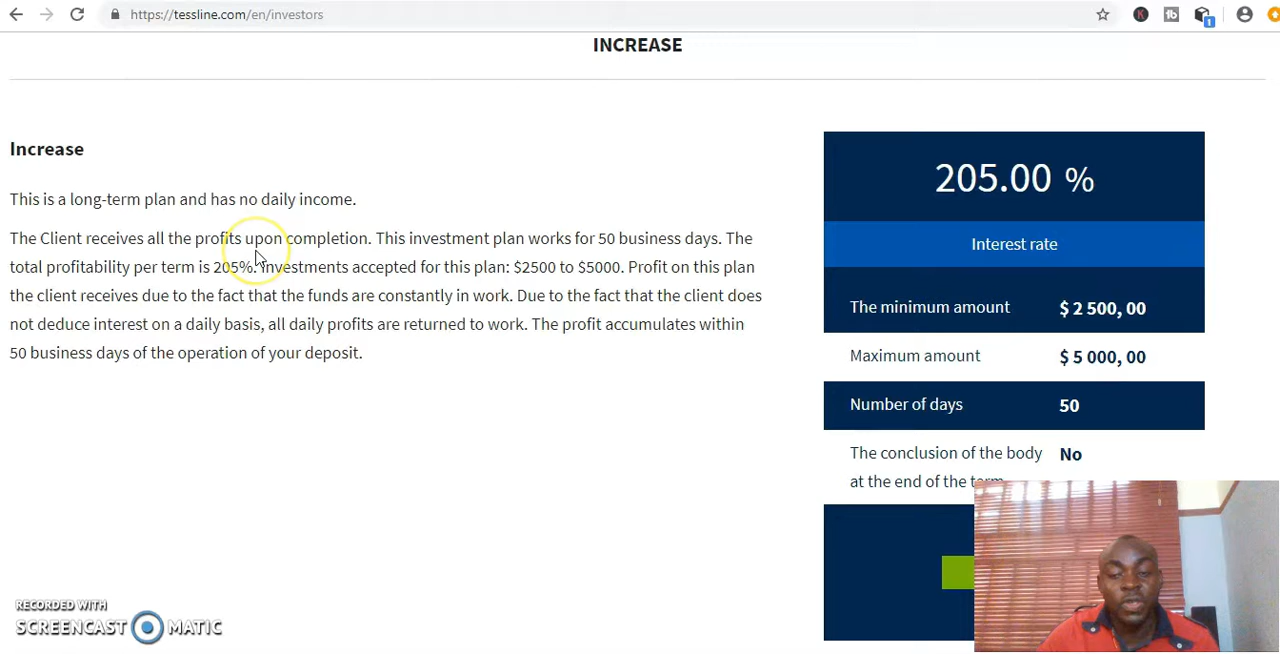 https://tessline.com/en/investors
1
INCREASE
Increase
This is a long-term plan and has no daily income.
The Client receives all the profits upon completion. This investment plan works for 50 business days. The
total profitability per term is 205%. Investments accepted for this plan: $2500 to $5000. Profit on this plan
the client receives due to the fact that the funds are constantly in work. Due to the fact that the client does
not deduce interest on a daily basis, all daily profits are returned to work. The profit accumulates within
50 business days of the operation of your deposit.
205.00 %
Interest rate
The minimum amount $ 2 500, 00
Maximum amount $ 5 000, 00
Number of days 50
The conclusion of the body No
at the end of the term
RECORDED WITH
SCREENCAST MATIC